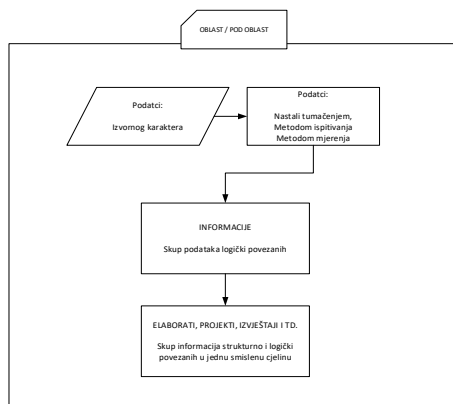 OBLAST / POD OBLAST
Podatci:
Izvornog karaktera
Podatci:
Nastali tumačenjem,
Metodom ispitivanja
Metodom mjerenja
INFORMACIJE
Skup podataka logički povezanih
ELABORATI, PROJEKTI, IZVJEŠTAJI I TD.
Skup informacija strukturno i logički
povezanih u jednu smislenu cjelinu